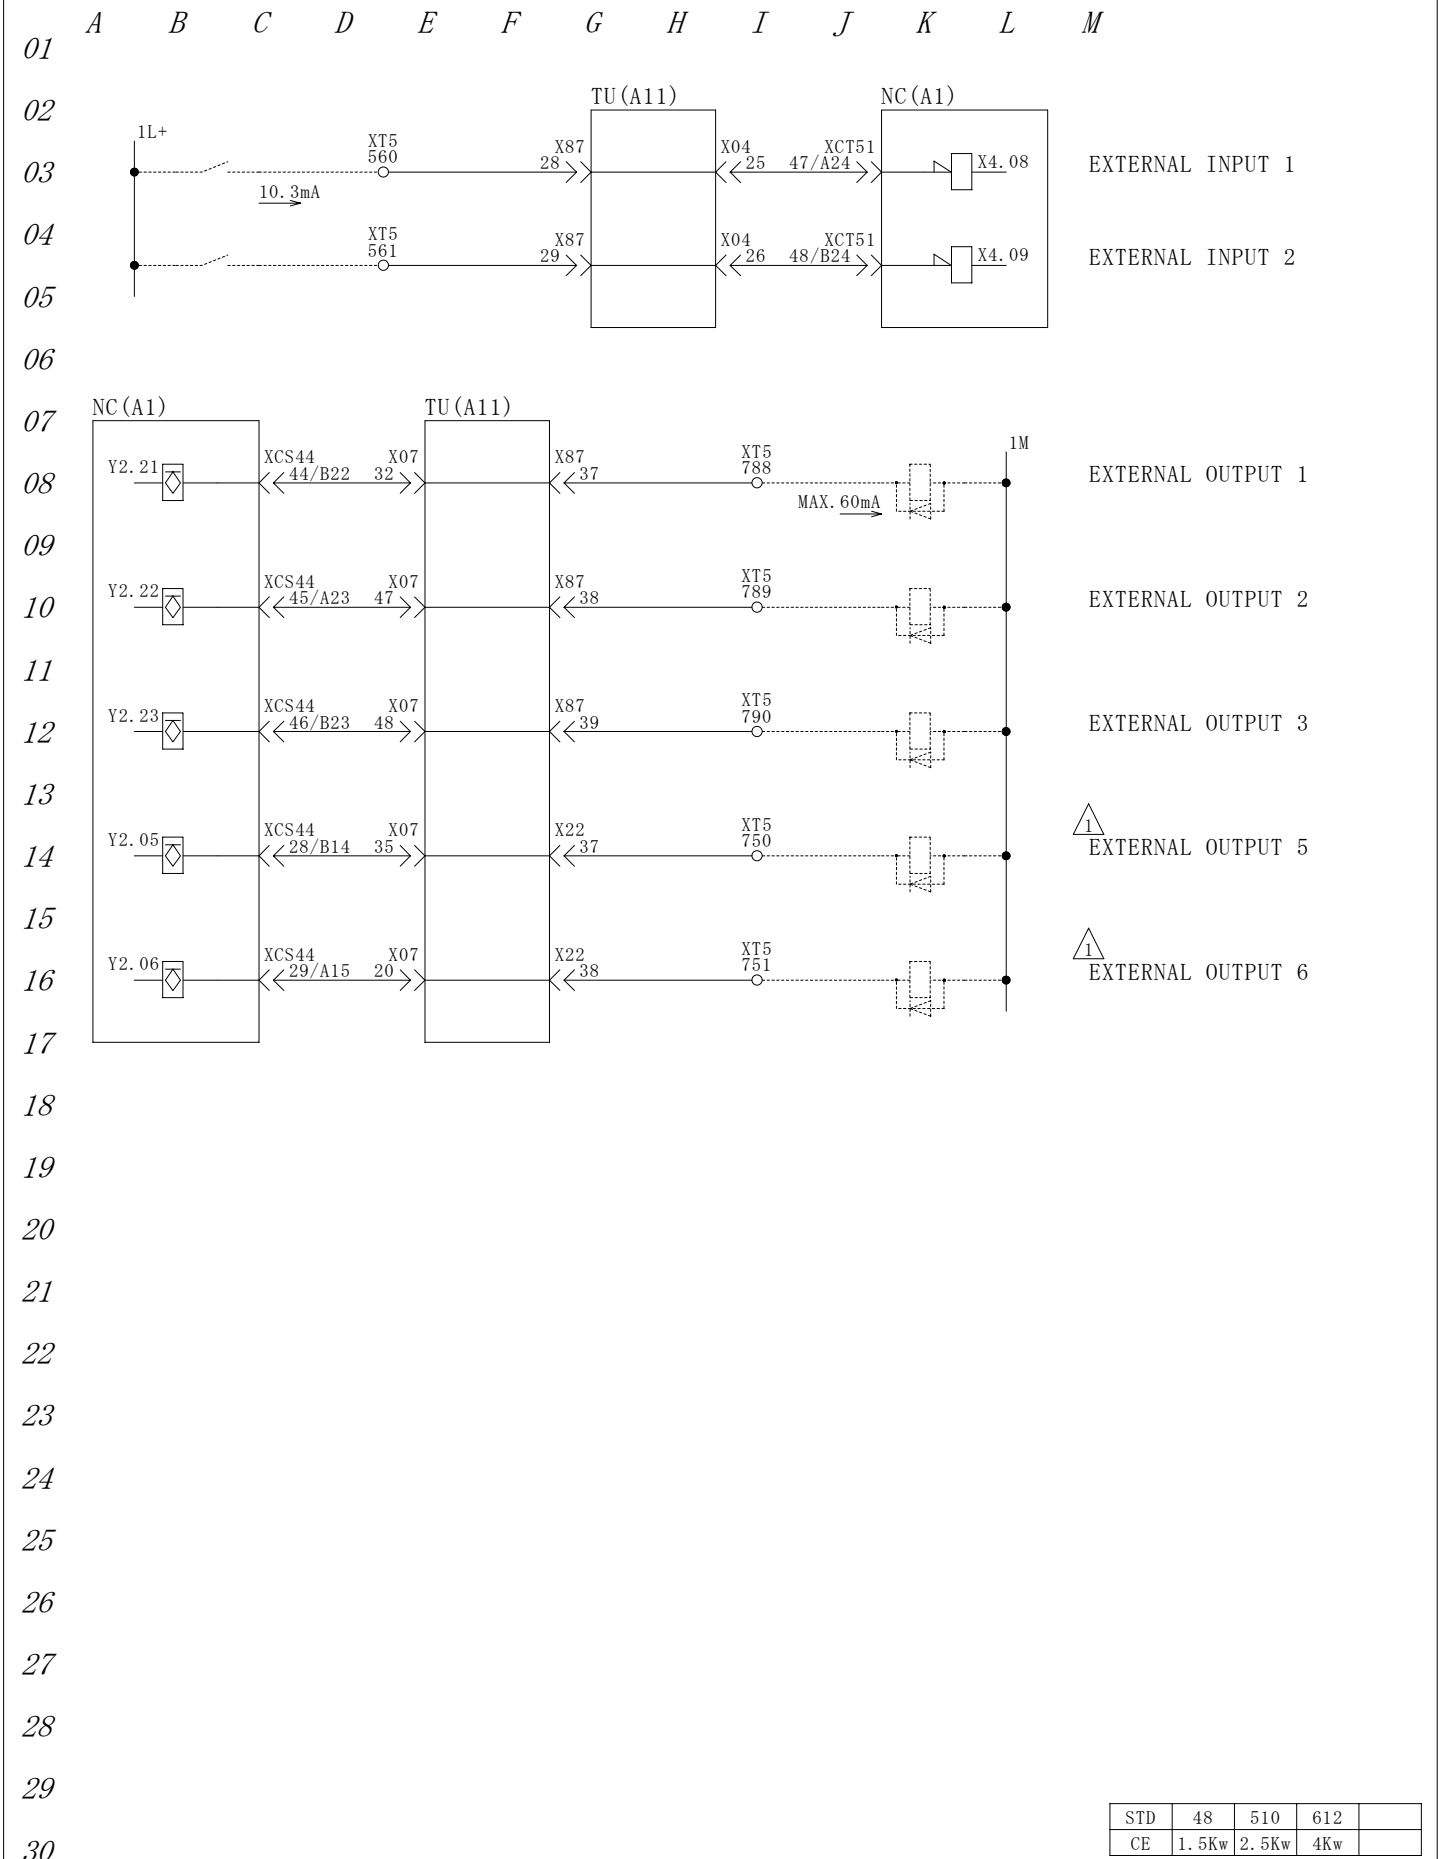 A B C D E F G H I J K L M
01
02
TU(A11) NC(A1)
1L+
XT5 X87 X04 XCT51
560 28 25 47/A24 X4.08 EXTERNAL INPUT 1
03
10.3mA
04
XT5 X87 X04 XCT51
561 29 26 48/B24 X4.09 EXTERNAL INPUT 2
05
06
07
NC(A1) TU(A11)
1M
XCS44 X07 X87 XT5
Y2.21 44/B22 32 37 788 EXTERNAL OUTPUT 1
08
MAX.60mA
09
XCS44 X07 X87 XT5
Y2.22 45/A23 47 38 789 EXTERNAL OUTPUT 2
10
11
XCS44 X07 X87 XT5
Y2.23 46/B23 48 39 790 EXTERNAL OUTPUT 3
12
13
1
XCS44 X07 X22 XT5
Y2.05 28/B14 35 37 750 EXTERNAL OUTPUT 5
14
15
1
XCS44 X07 X22 XT5
Y2.06 29/A15 20 38 751 EXTERNAL OUTPUT 6
16
17
18
19
20
21
22
23
24
25
26
27
28
29
STD 48 510 612
CE 1.5Kw 2.5Kw 4Kw
30